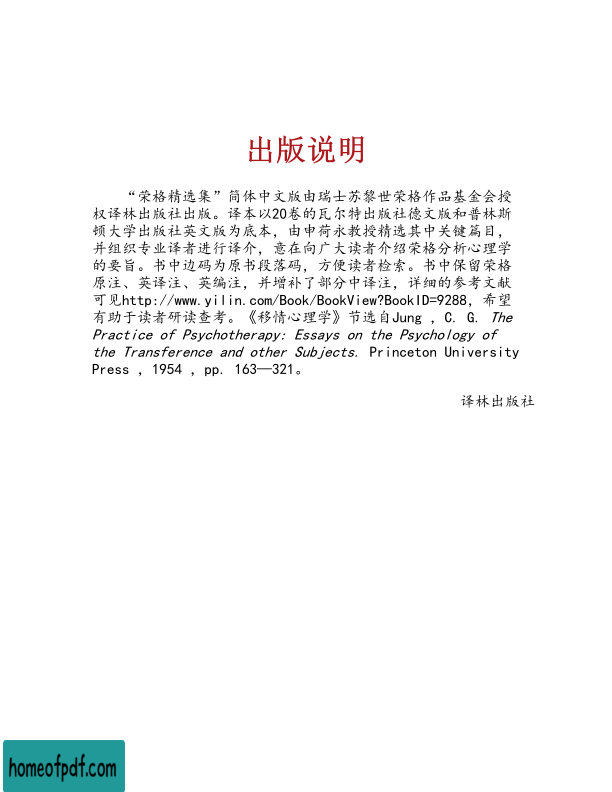 出版说明
“荣格精选集”简体中文版由瑞士苏黎世荣格作品基金会授
权译林出版社出版。译本以20卷的瓦尔特出版社德文版和普林斯
顿大学出版社英文版为底本，由申荷永教授精选其中关键篇目，
并组织专业译者进行译介，意在向广大读者介绍荣格分析心理学
的要旨。书中边码为原书段落码，方便读者检索。书中保留荣格
原注、英译注、英编注，并增补了部分中译注，详细的参考文献
可见http://www.yilin.com/Book/BookView?BookID=9288，希望
有助于读者研读查考。《移情心理学》节选自Jung , C. G. The
Practice of Psychotherapy: Essays on the Psychology of
the Transference and other Subjects. Princeton University
Press , 1954 , pp. 163—321。
译林出版社
homeofpdf.com